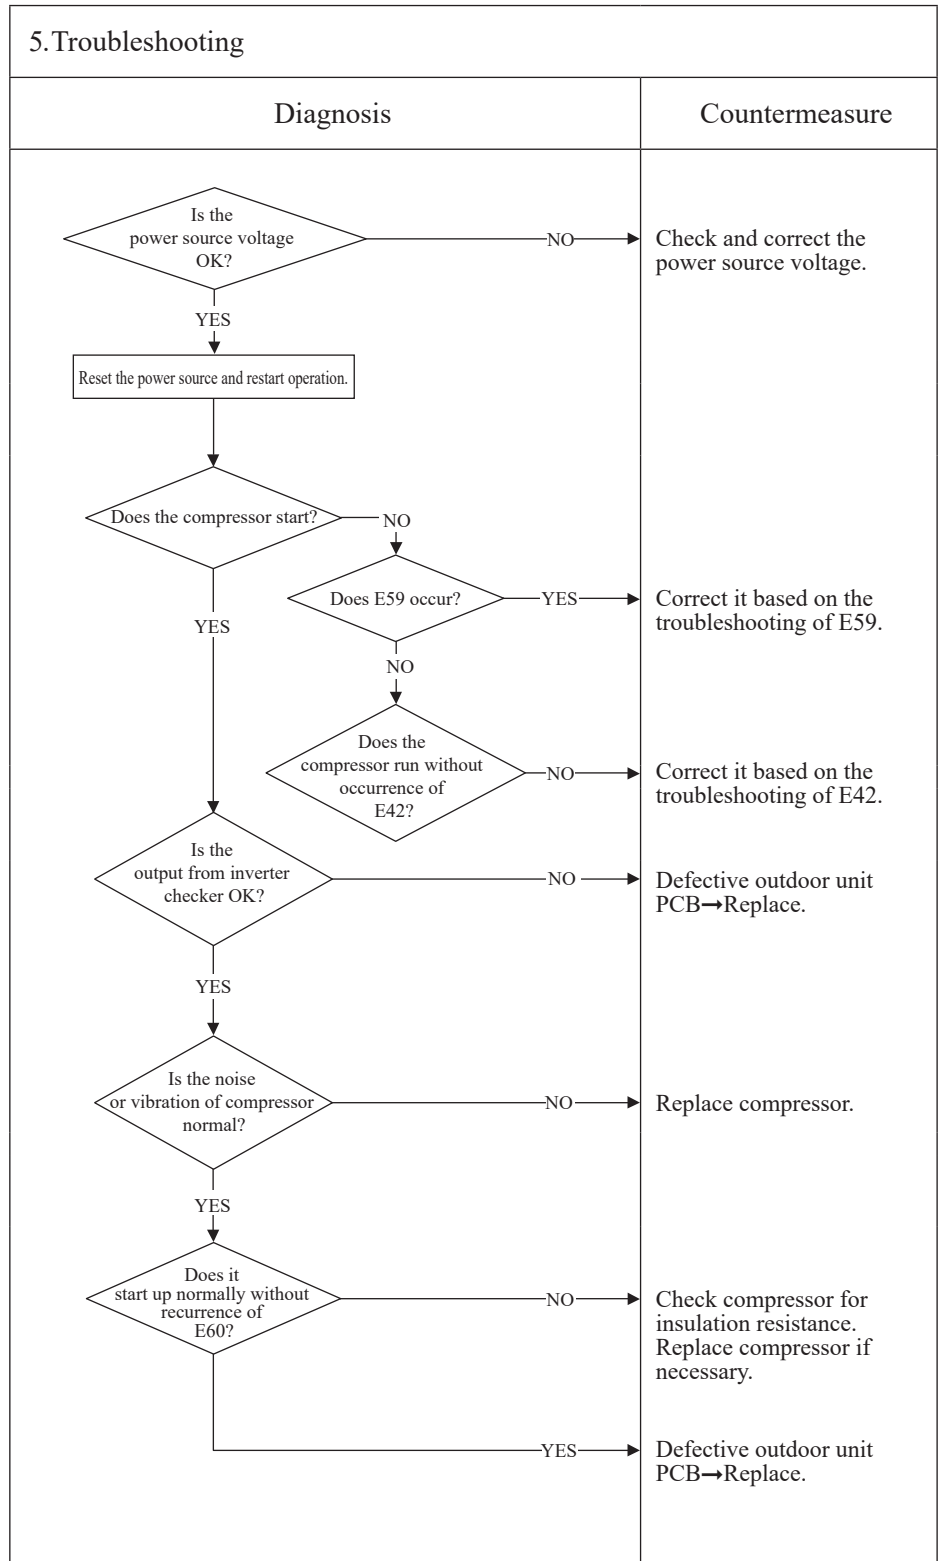 5.Troubleshooting
Diagnosis
Countermeasure
Is the
power source voltage
OK?
NO
Check and correct the
power source voltage.
YES
Reset the power source and restart operation.
Does the compressor start?
NO
Does E59 occur?
YES
Correct it based on the
troubleshooting of E59.
YES
NO
Does the
compressor run without
occurrence of
E42?
NO
Correct it based on the
troubleshooting of E42.
Is the
output from inverter
checker OK?
NO
Defective outdoor unit
PCB→Replace.
YES
Is the noise
or vibration of compressor
normal?
NO
Replace compressor.
YES
Does it
start up normally without
recurrence of
E60?
NO
Check compressor for
insulation resistance.
Replace compressor if
necessary.
YES
Defective outdoor unit
PCB→Replace.